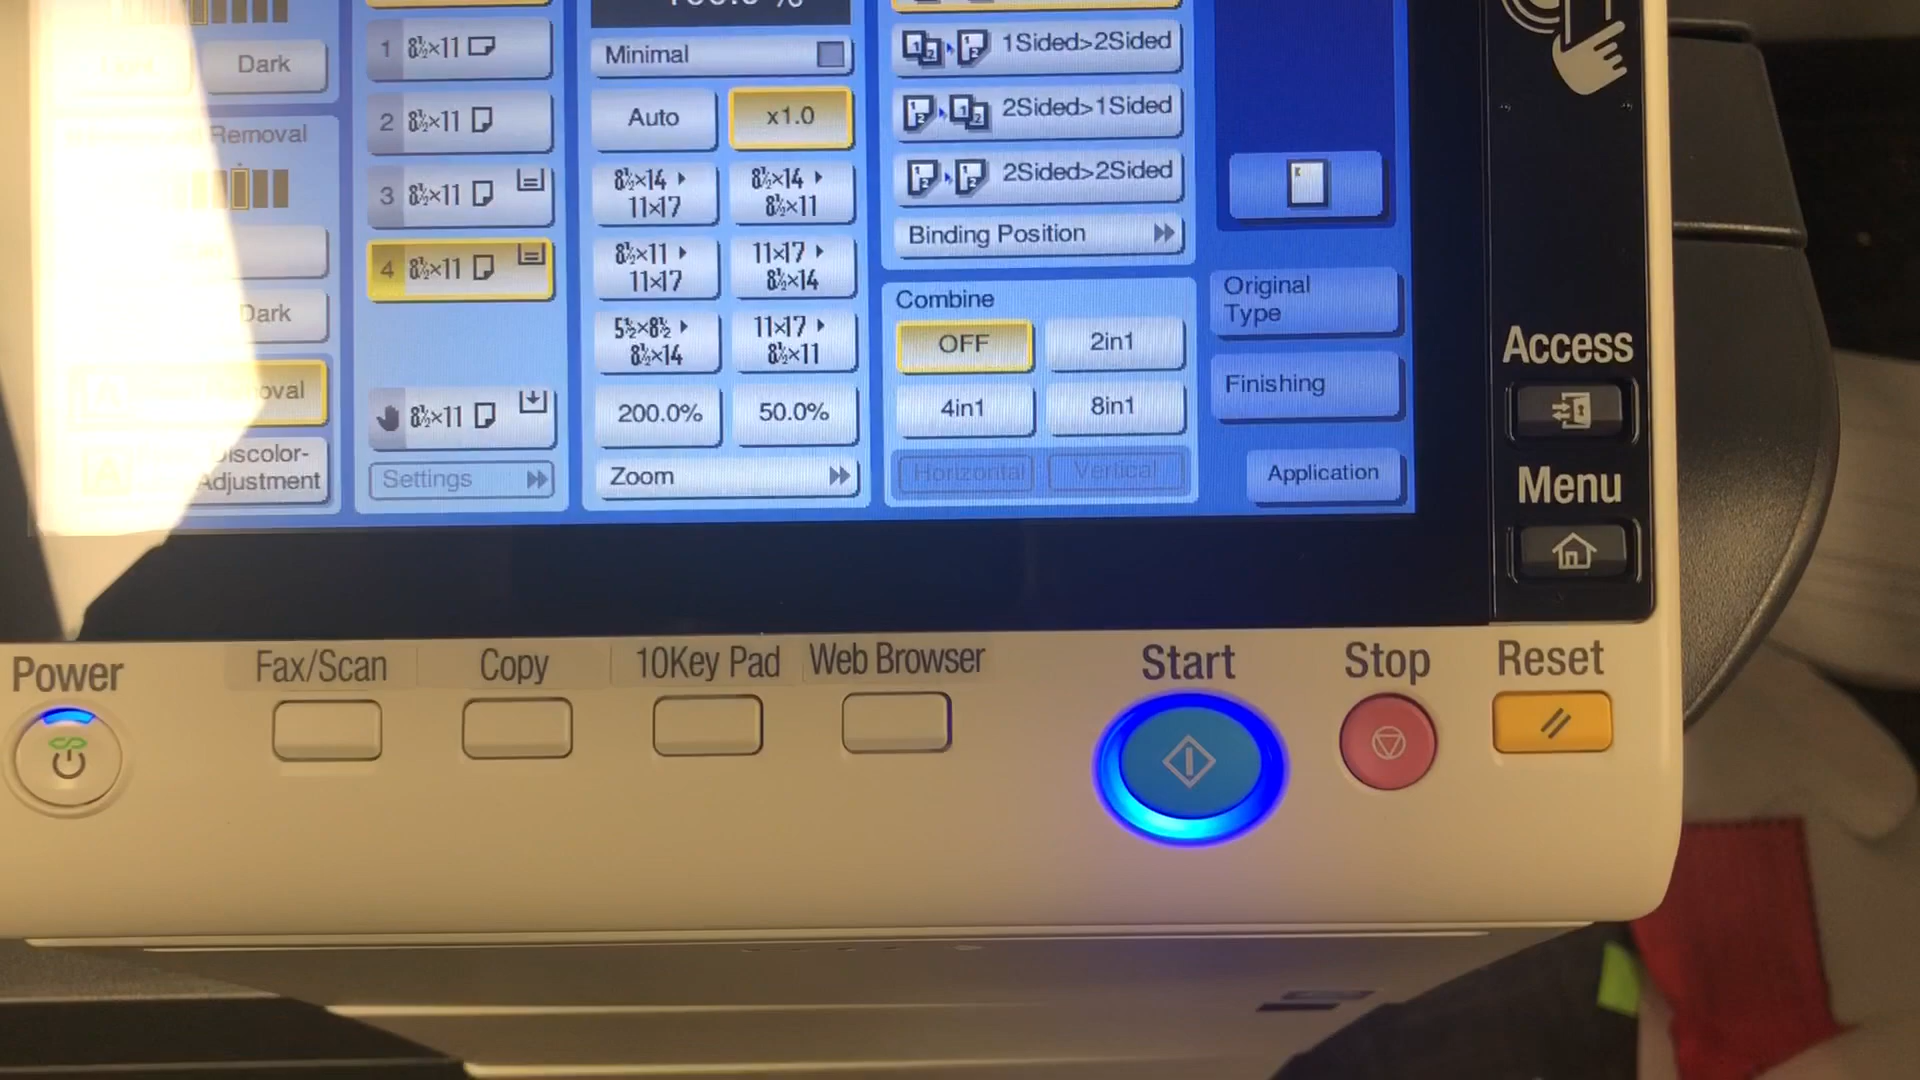 Dark
Removal
Dark
oval
Discolor-
Adjustment
1 8½×11
2 8½×11
3 8½×11
4 8½×11
8½×11
Settings
Minimal
Auto
x1.0
8½×14
11×17
8½×14
8½×11
8½×11
11×17
11×17
8½×14
5½×8½
8½×14
11×17
8½×11
200.0%
50.0%
Zoom
1Sided>2Sided
2Sided>1Sided
2Sided>2Sided
Binding Position
Combine
OFF
2in1
4in1
8in1
Horizontal
Vertical
Original
Type
Finishing
Application
Access
Menu
Power
Fax/Scan
Copy
10Key Pad
Web Browser
Start
Stop
Reset